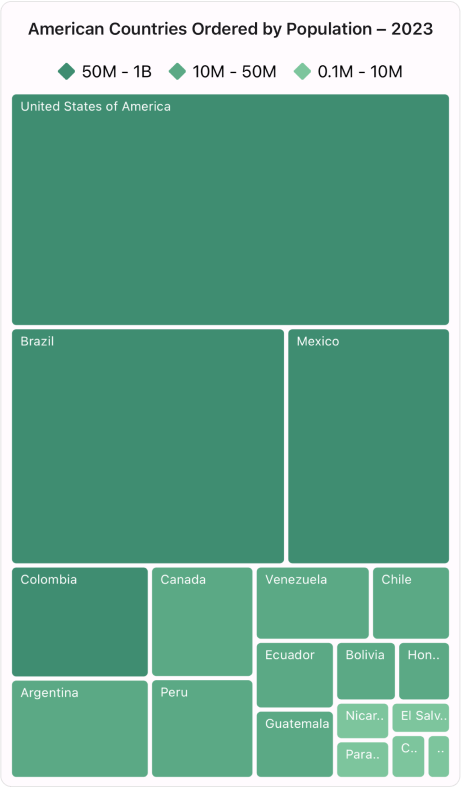 American Countries Ordered by Population – 2023
50M - 1B
10M - 50M
0.1M - 10M
United States of America
Brazil
Mexico
Colombia
Canada
Venezuela
Chile
Ecuador
Bolivia
Hon..
Argentina
Peru
Guatemala
Nicar..
El Salv..
Para..
C..
..